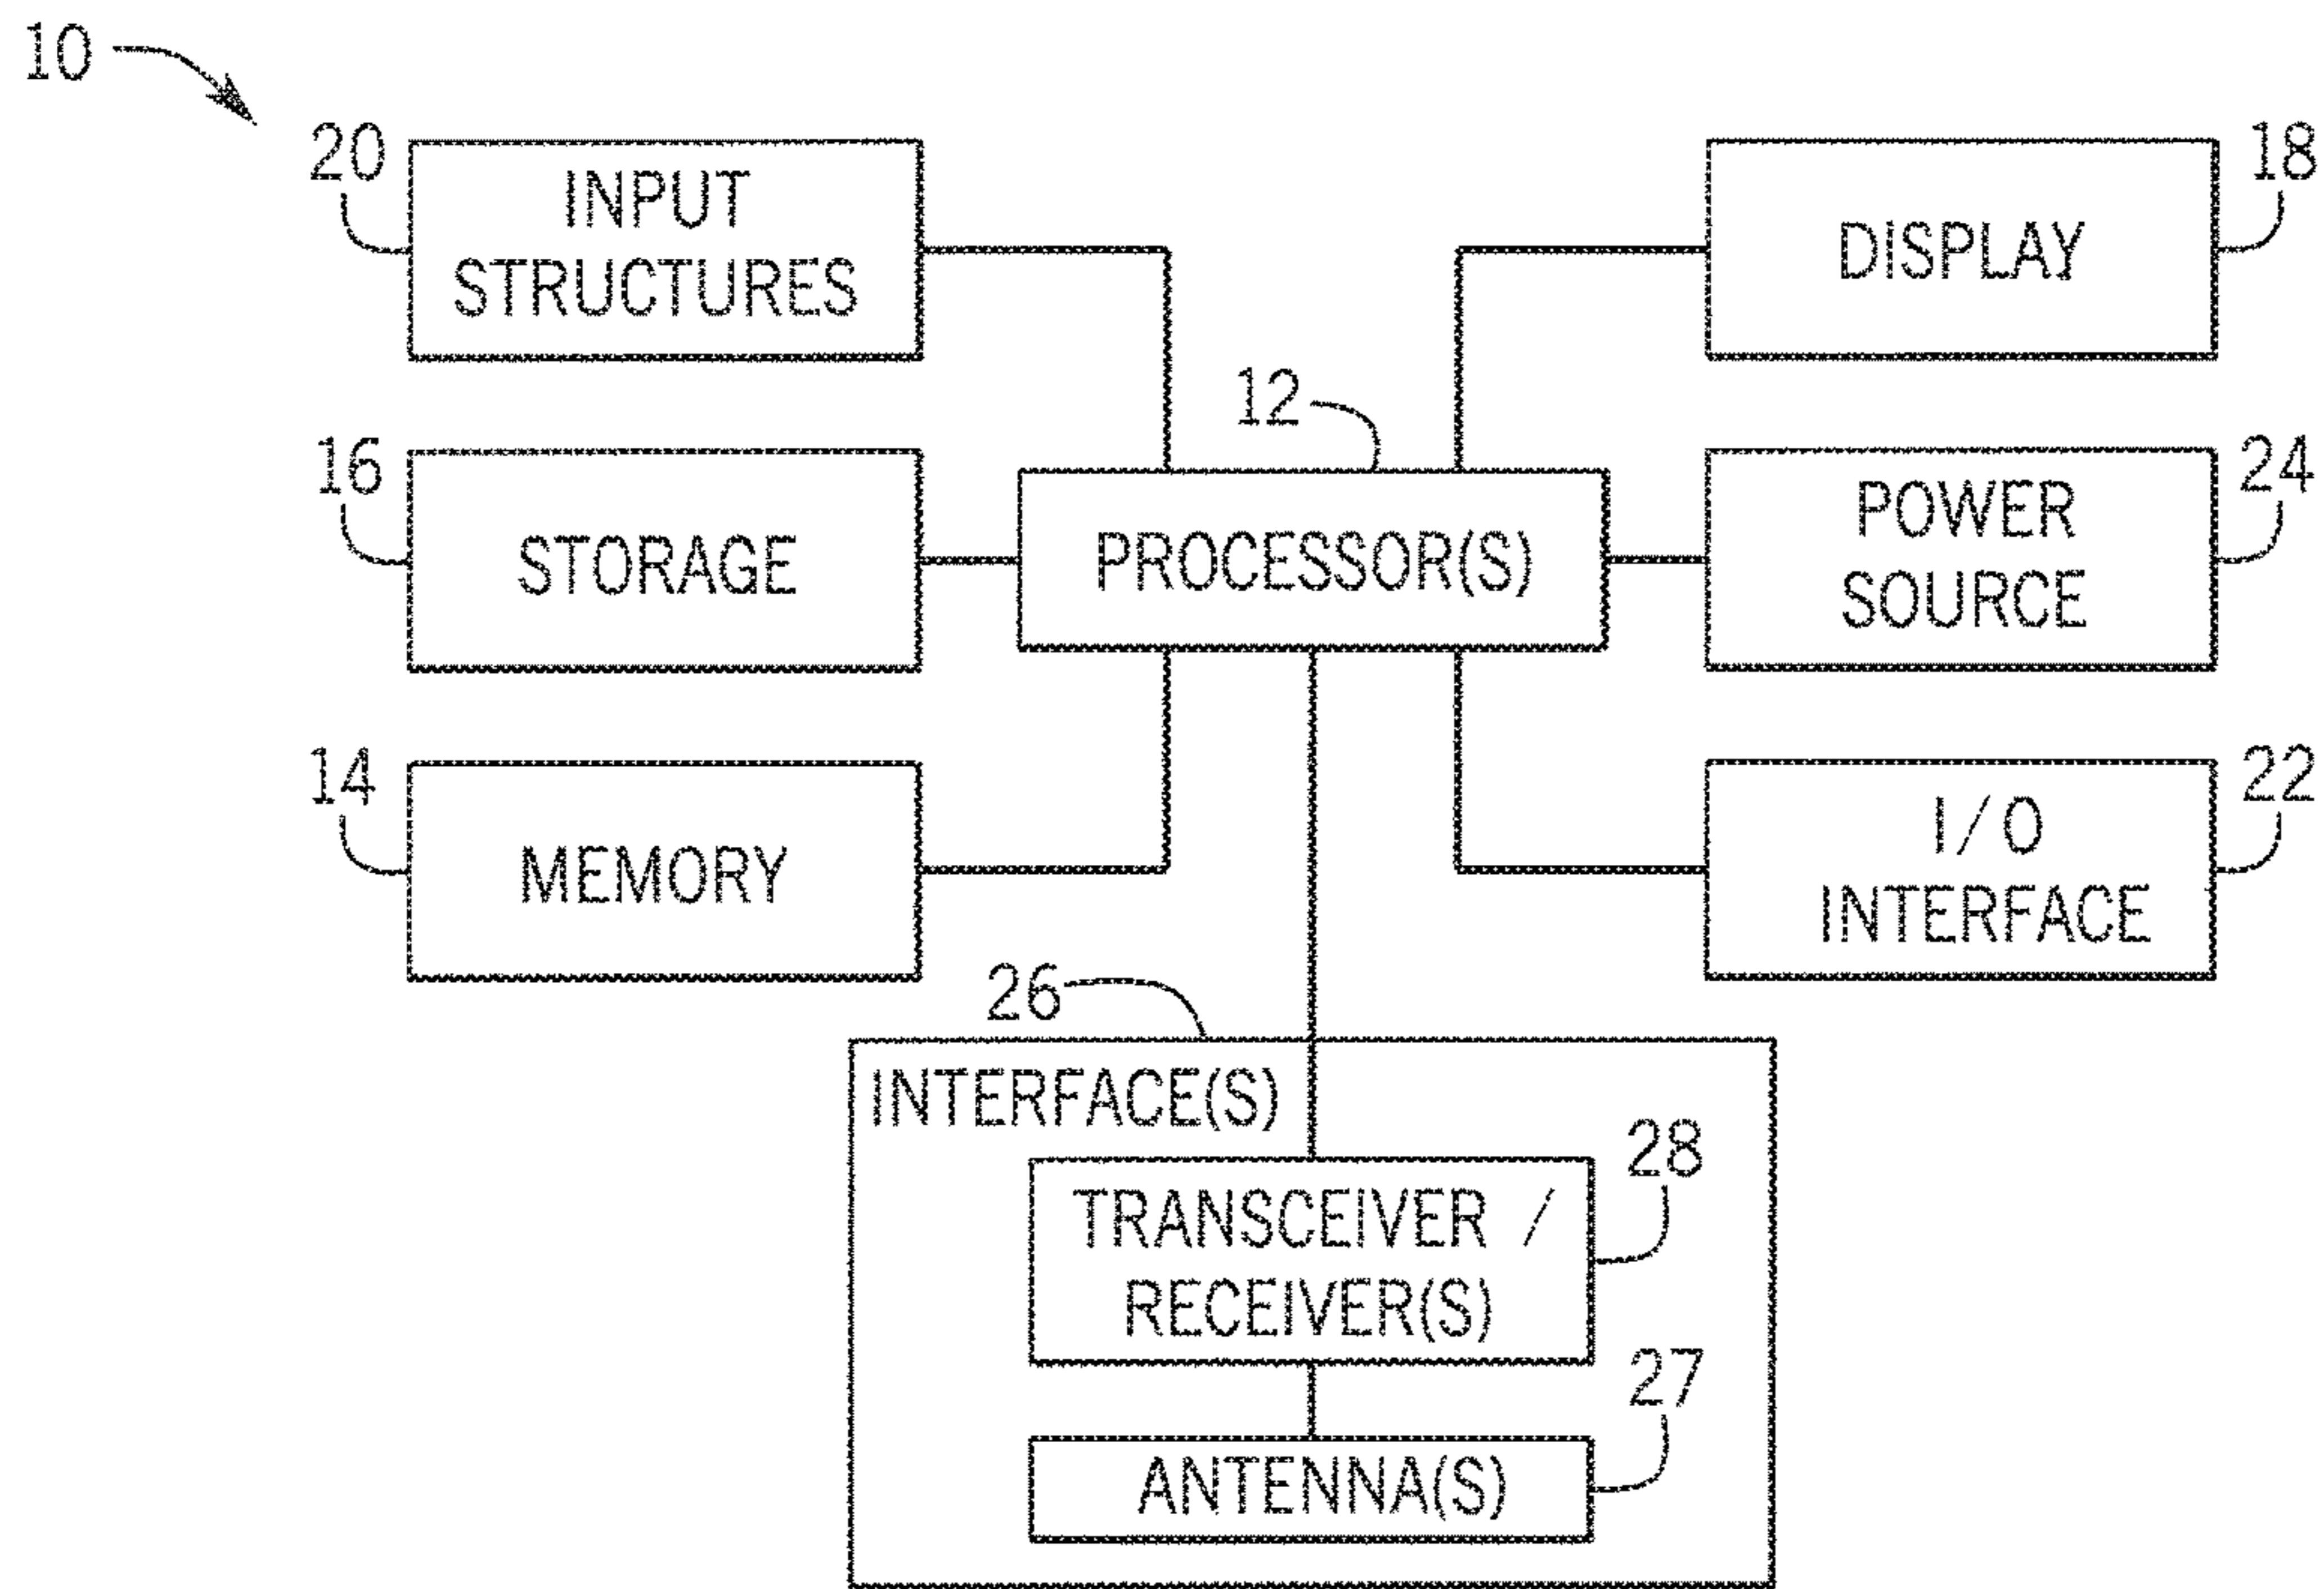 10
20
INPUT
STRUCTURES
18
DISPLAY
12
16
STORAGE
PROCESSOR(S)
24
POWER
SOURCE
14
MEMORY
22
I/O
INTERFACE
26
INTERFACE(S)
28
TRANSCEIVER /
RECEIVER(S)
27
ANTENNA(S)